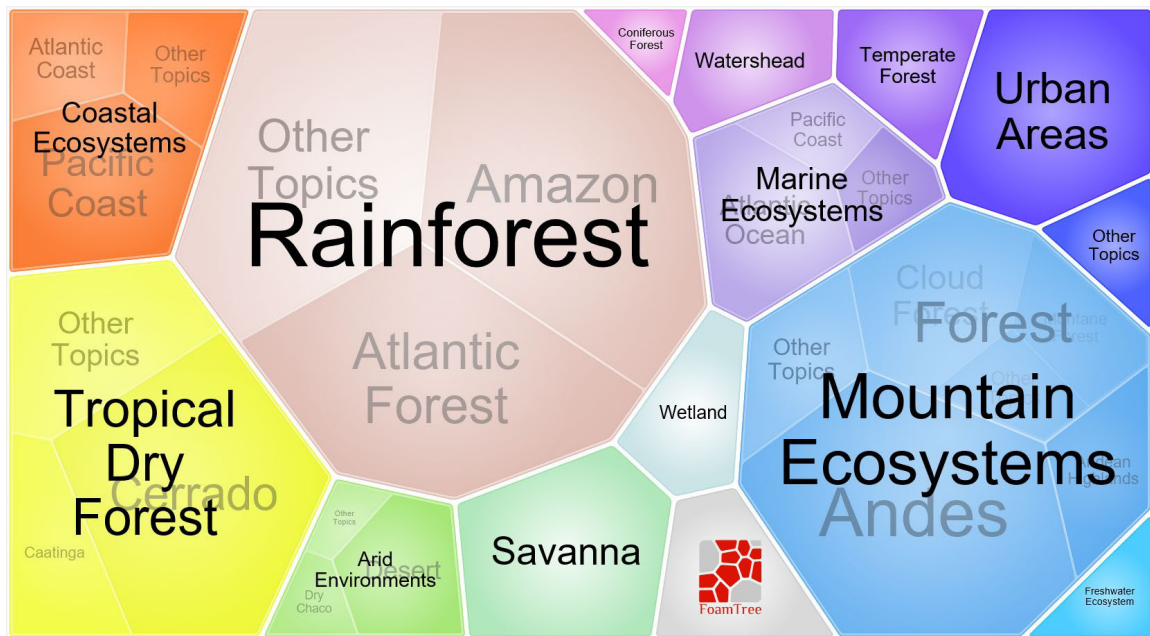 Atlantic
Coast
Other
Topics
Coastal
Ecosystems
Pacific
Coast
Other
Topics
Amazon
Rainforest
Atlantic
Forest
Coniferous
Forest
Watershead
Temperate
Forest
Urban
Areas
Pacific
Coast
Marine
Ecosystems
Other
Topics
Atlantic
Ocean
Other
Topics
Other
Topics
Tropical
Dry
Forest
Cerrado
Caatinga
Cloud
Forest
Forest
Other
Topics
Mountain
Ecosystems
Andean
Highlands
Andes
Wetland
Other
Topics
Arid
Environments
Desert
Dry
Chaco
Savanna
FoamTree
Freshwater
Ecosystem